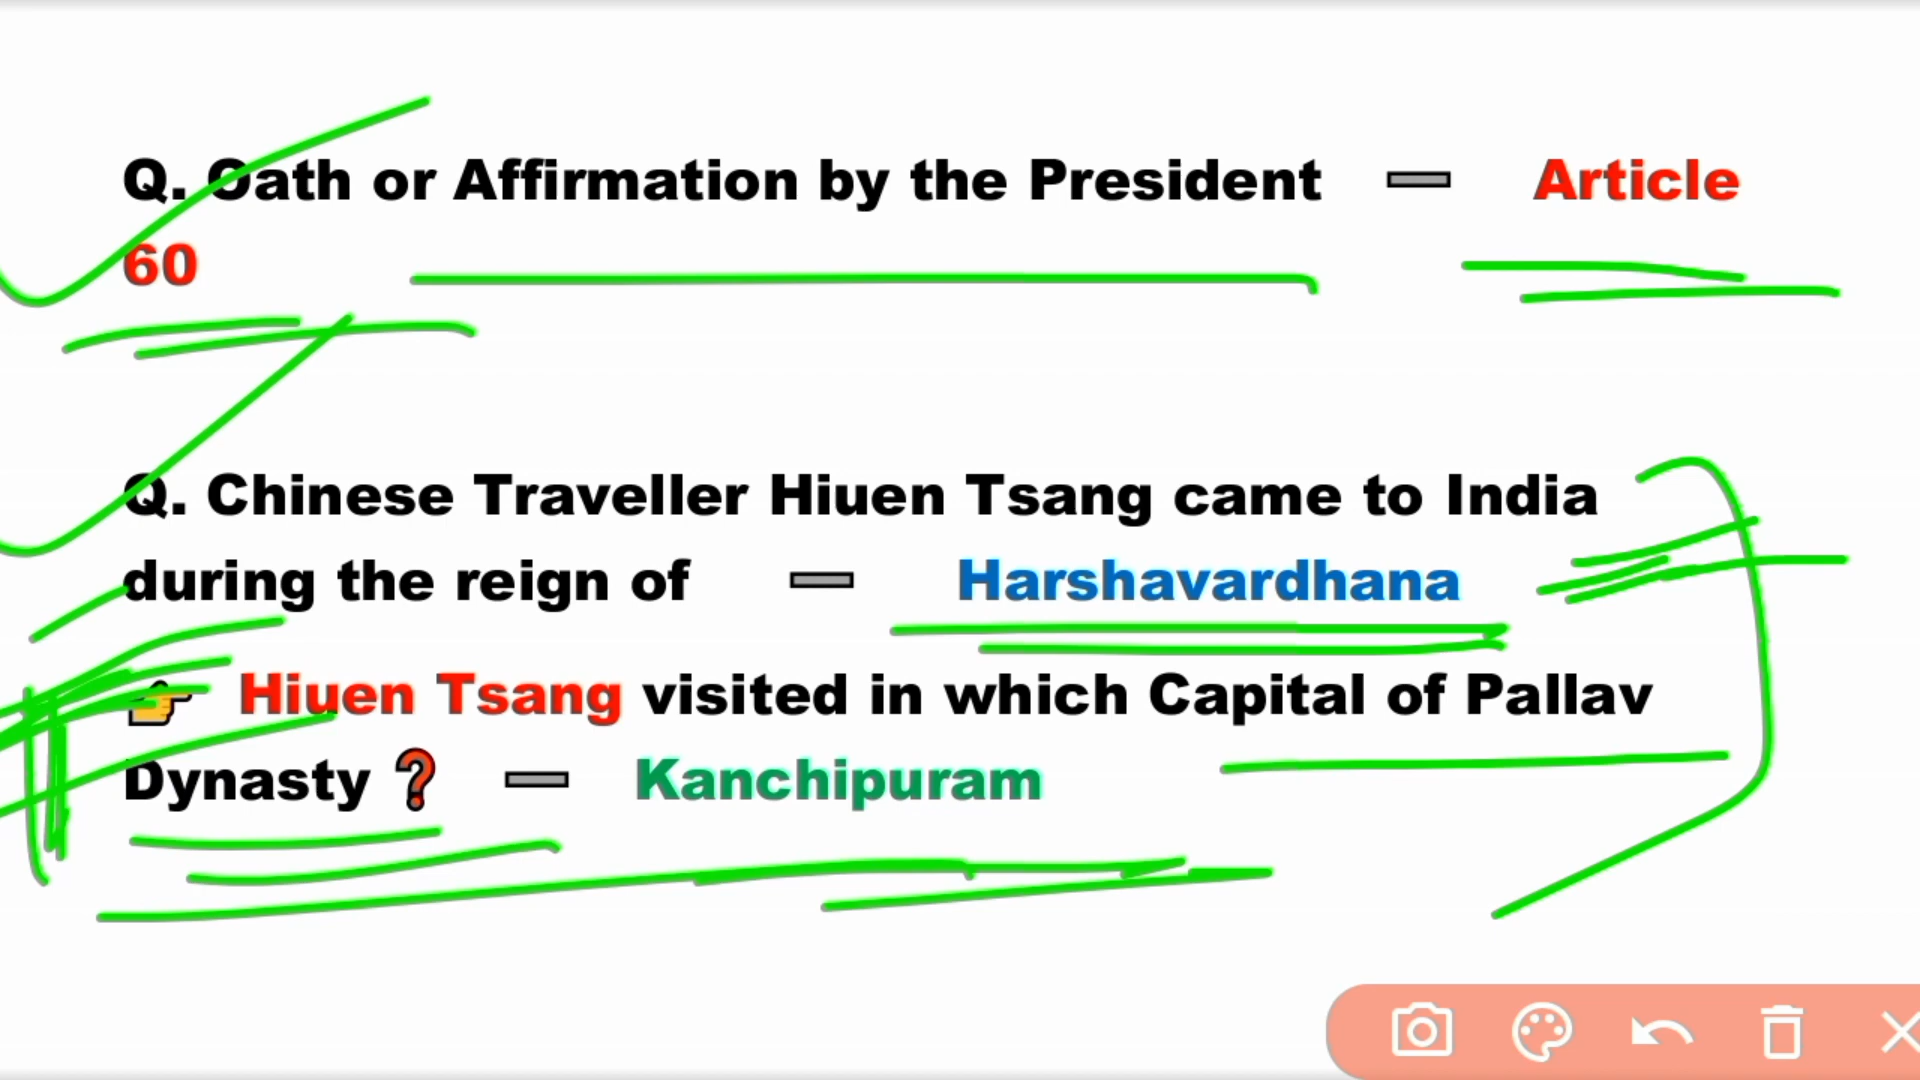 Q. Oath or Affirmation by the President ➖ Article
60
Q. Chinese Traveller Hiuen Tsang came to India
during the reign of ➖ Harshavardhana
👉 Hiuen Tsang visited in which Capital of Pallav
Dynasty ❓ ➖ Kanchipuram